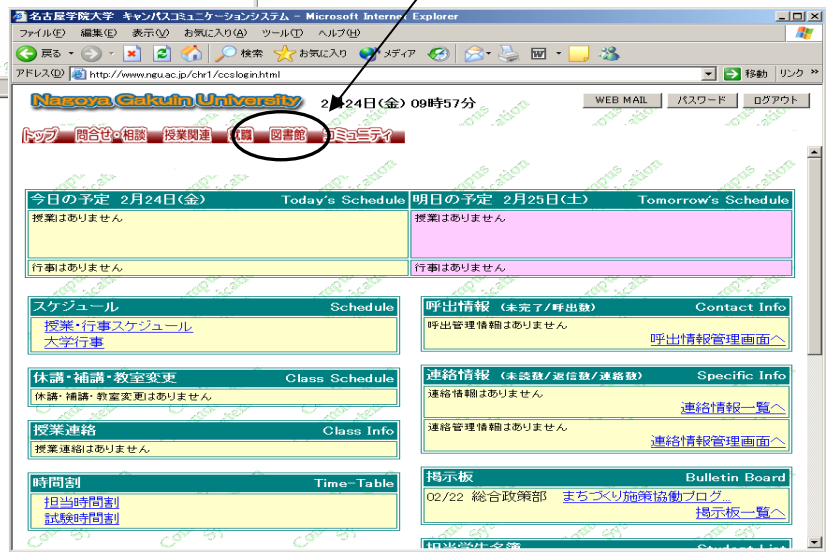 名古屋学院大学 キャンパスコミュニケーションシステム - Microsoft Internet Explorer
ファイル(F) 編集(E) 表示(V) お気に入り(A) ツール(T) ヘルプ(H)
戻る 検索 お気に入り メディア
アドレス(D) http://www.ngu.ac.jp/chr1/ccslogin.html 移動 リンク »
Nagoya Gakuin University 2月24日(金) 09時57分 WEB MAIL パスワード ログアウト
トップ 問合せ・相談 授業関連 就職 図書館 コミュニティ
今日の予定 2月24日(金) Today's Schedule 明日の予定 2月25日(土) Tomorrow's Schedule
授業はありません 授業はありません
行事はありません 行事はありません
スケジュール Schedule
授業・行事スケジュール
大学行事
休講・補講・教室変更 Class Schedule
休講・補講・教室変更はありません
授業連絡 Class Info
授業連絡はありません
時間割 Time-Table
担当時間割
試験時間割
呼出情報 (未完了/呼出数) Contact Info
呼出管理情報はありません
呼出情報管理画面へ
連絡情報 (未読数/返信数/連絡数) Specific Info
連絡情報はありません
連絡情報一覧へ
連絡管理情報はありません
連絡情報管理画面へ
掲示板 Bulletin Board
02/22 総合政策部 まちづくり施策協働プログ...
掲示板一覧へ
担当学生名簿 Student List